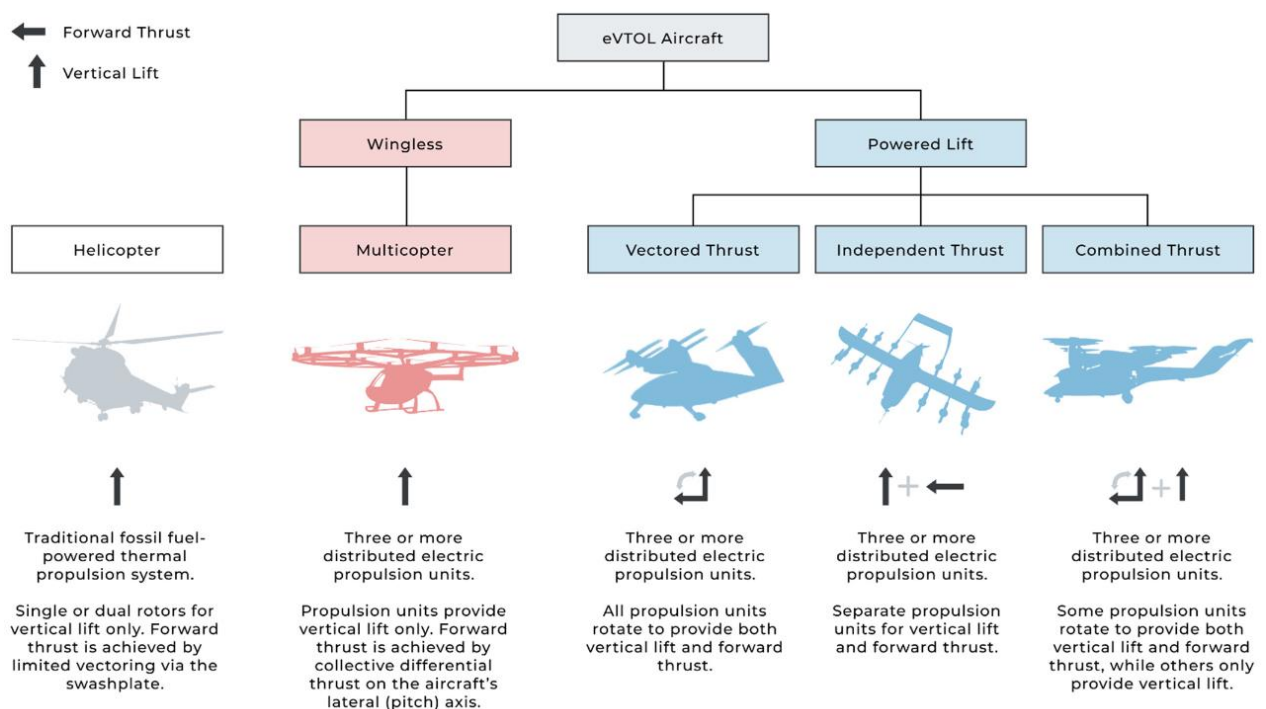 Forward Thrust
Vertical Lift
eVTOL Aircraft
Wingless
Powered Lift
Helicopter
Multicopter
Vectored Thrust
Independent Thrust
Combined Thrust
Traditional fossil fuel-
powered thermal
propulsion system.
Single or dual rotors for
vertical lift only. Forward
thrust is achieved by
limited vectoring via the
swashplate.
Three or more
distributed electric
propulsion units.
Propulsion units provide
vertical lift only. Forward
thrust is achieved by
collective differential
thrust on the aircraft's
lateral (pitch) axis.
Three or more
distributed electric
propulsion units.
All propulsion units
rotate to provide both
vertical lift and forward
thrust.
Three or more
distributed electric
propulsion units.
Separate propulsion
units for vertical lift
and forward thrust.
Three or more
distributed electric
propulsion units.
Some propulsion units
rotate to provide both
vertical lift and forward
thrust, while others only
provide vertical lift.